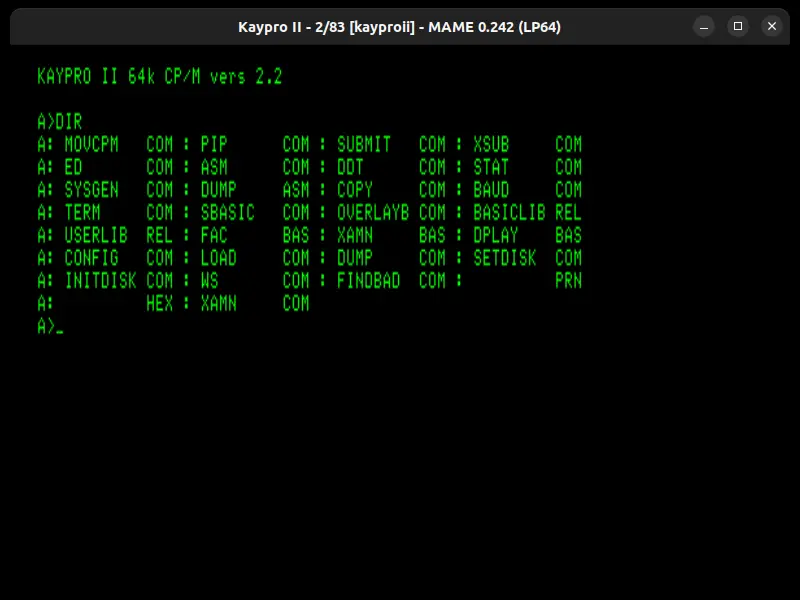 Kaypro II - 2/83 [kayproii] - MAME 0.242 (LP64)
KAYPRO II 64k CP/M vers 2.2
A>DIR
A: MOVCPM   COM : PIP      COM : SUBMIT   COM : XSUB     COM
A: ED       COM : ASM      COM : DDT      COM : STAT     COM
A: SYSGEN   COM : DUMP     ASM : COPY     COM : BAUD     COM
A: TERM     COM : SBASIC   COM : OVERLAYB COM : BASICLIB REL
A: USERLIB  REL : FAC      BAS : XAMN     BAS : DPLAY    BAS
A: CONFIG   COM : LOAD     COM : DUMP     COM : SETDISK  COM
A: INITDISK COM : WS       COM : FINDBAD  COM :          PRN
A:          HEX : XAMN     COM
A>_